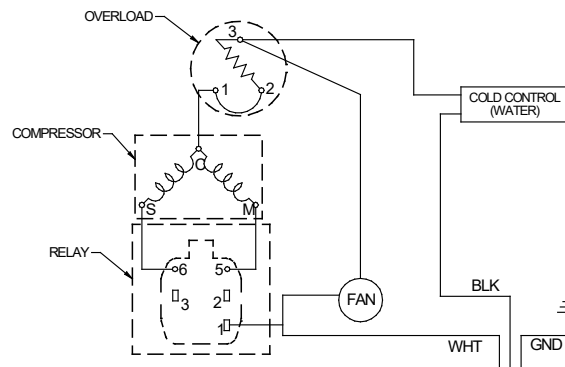 OVERLOAD
3
1 2
COLD CONTROL
(WATER)
COMPRESSOR
C
S M
RELAY
6 5
3 2
1
FAN
BLK
WHT GND